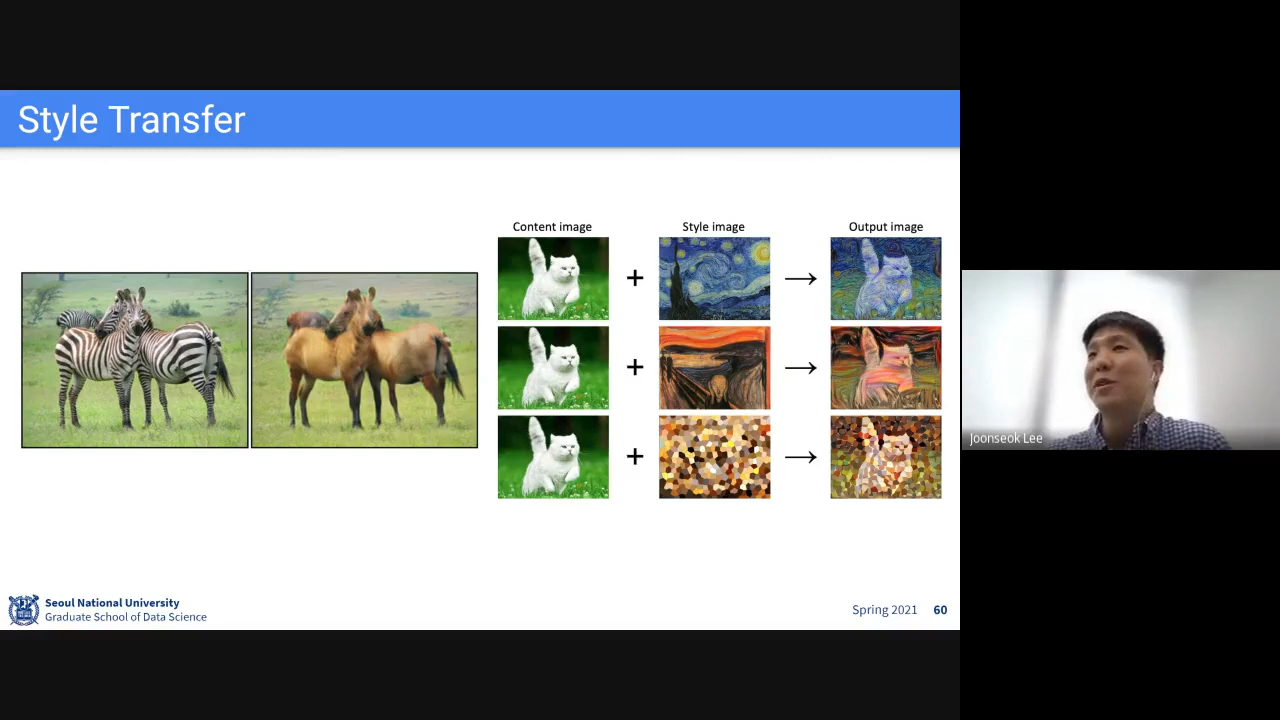 Style Transfer
Content image
Style image
Output image
+
→
+
→
+
→
Joonseok Lee
Seoul National University
Graduate School of Data Science
Spring 2021 60